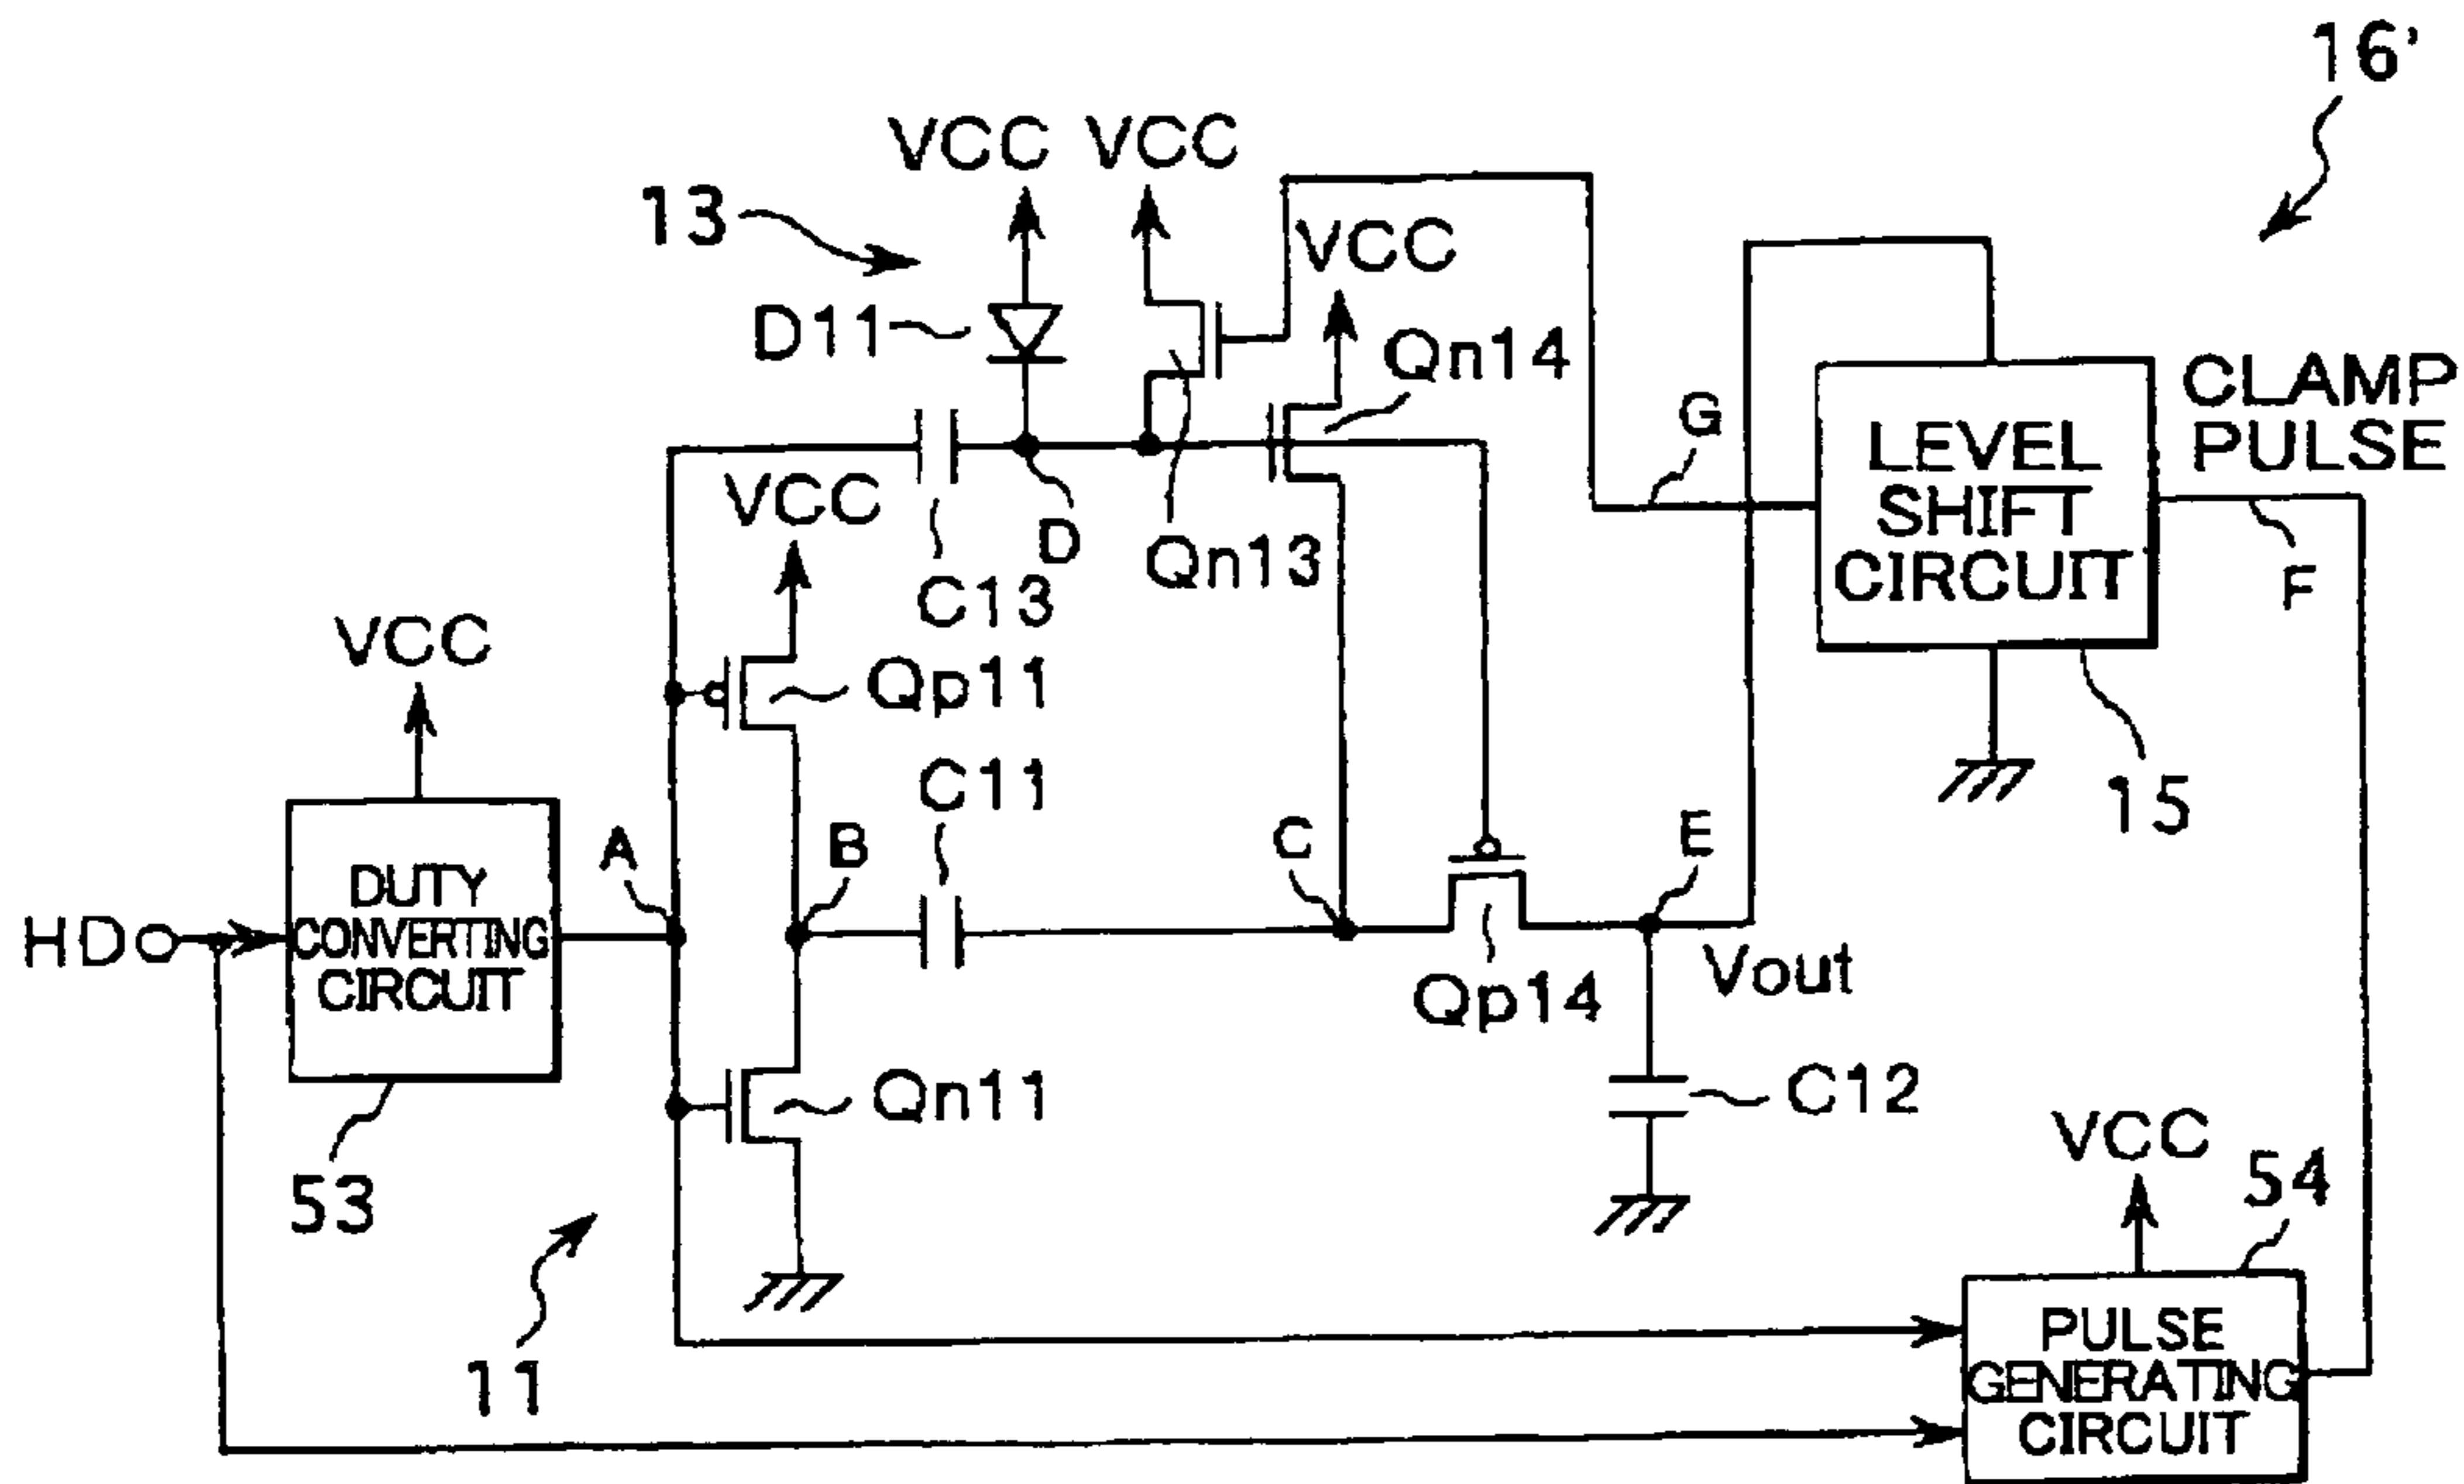 16'
VCC
VCC
13
VCC
D11
Qn14
CLAMP
PULSE
G
LEVEL
SHIFT
CIRCUIT
VCC
D
Qn13
C13
F
VCC
Qp11
C11
15
A
B
C
E
DUTY
CONVERTING
CIRCUIT
HD
Vout
Qp14
Qn11
C12
VCC
53
54
11
PULSE
GENERATING
CIRCUIT